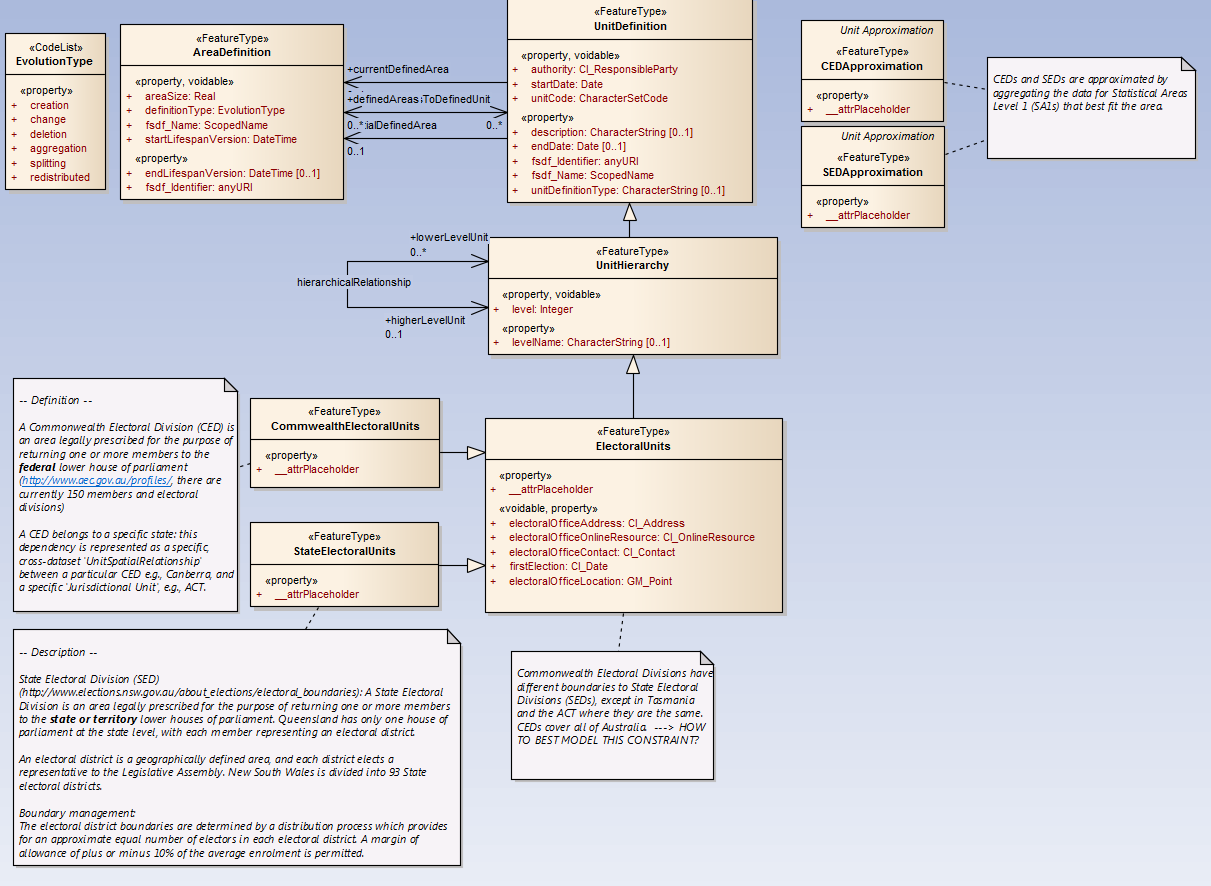 «CodeList»
EvolutionType
«property»
+ creation
+ change
+ deletion
+ aggregation
+ splitting
+ redistributed
«FeatureType»
AreaDefinition
«property, voidable»
+ areaSize: Real
+ definitionType: EvolutionType
+ fsdf_Name: ScopedName
+ startLifespanVersion: DateTime
«property»
+ endLifespanVersion: DateTime [0..1]
+ fsdf_Identifier: anyURI
+currentDefinedArea
+definedAreas
iToDefinedUnit
0..*
ialDefinedArea
0..*
0..1
«FeatureType»
UnitDefinition
«property, voidable»
+ authority: CI_ResponsibleParty
+ startDate: Date
+ unitCode: CharacterSetCode
«property»
+ description: CharacterString [0..1]
+ endDate: Date [0..1]
+ fsdf_Identifier: anyURI
+ fsdf_Name: ScopedName
+ unitDefinitionType: CharacterString [0..1]
Unit Approximation
«FeatureType»
CEDApproximation
«property»
+ __attrPlaceholder
Unit Approximation
«FeatureType»
SEDApproximation
«property»
+ __attrPlaceholder
CEDs and SEDs are approximated by
aggregating the data for Statistical Areas
Level 1 (SA1s) that best fit the area.
+lowerLevelUnit
0..*
hierarchicalRelationship
+higherLevelUnit
0..1
«FeatureType»
UnitHierarchy
«property, voidable»
+ level: Integer
«property»
+ levelName: CharacterString [0..1]
-- Definition --
A Commonwealth Electoral Division (CED) is
an area legally prescribed for the purpose of
returning one or more members to the
federal lower house of parliament
(http://www.aec.gov.au/profiles/, there are
currently 150 members and electoral
divisions)
A CED belongs to a specific state: this
dependency is represented as a specific,
cross-dataset 'UnitSpatialRelationship'
between a particular CED e.g., Canberra, and
a specific 'Jurisdictional Unit', e.g., ACT.
«FeatureType»
CommwealthElectoralUnits
«property»
+ __attrPlaceholder
«FeatureType»
StateElectoralUnits
«property»
+ __attrPlaceholder
«FeatureType»
ElectoralUnits
«property»
+ __attrPlaceholder
«voidable, property»
+ electoralOfficeAddress: CI_Address
+ electoralOfficeOnlineResource: CI_OnlineResource
+ electoralOfficeContact: CI_Contact
+ firstElection: CI_Date
+ electoralOfficeLocation: GM_Point
-- Description --
State Electoral Division (SED)
(http://www.elections.nsw.gov.au/about_elections/electoral_boundaries): A State Electoral
Division is an area legally prescribed for the purpose of returning one or more members
to the state or territory lower houses of parliament. Queensland has only one house of
parliament at the state level, with each member representing an electoral district.
An electoral district is a geographically defined area, and each district elects a
representative to the Legislative Assembly. New South Wales is divided into 93 State
electoral districts.
Boundary management:
The electoral district boundaries are determined by a distribution process which provides
for an approximate equal number of electors in each electoral district. A margin of
allowance of plus or minus 10% of the average enrolment is permitted.
Commonwealth Electoral Divisions have
different boundaries to State Electoral
Divisions (SEDs), except in Tasmania
and the ACT where they are the same.
CEDs cover all of Australia. ---> HOW
TO BEST MODEL THIS CONSTRAINT?